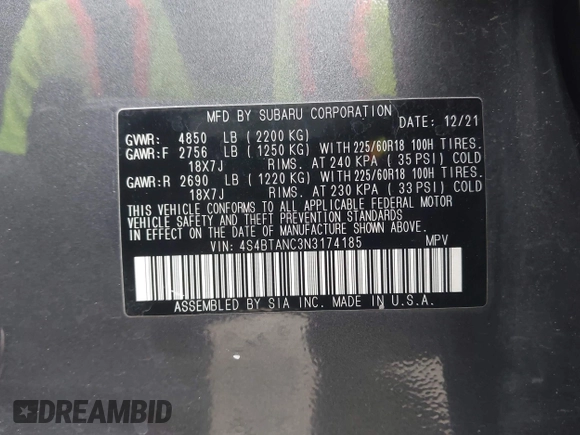 MFD BY SUBARU CORPORATION DATE: 12/21
GVWR: 4850 LB (2200 KG)
GAWR:F 2756 LB (1250 KG) WITH 225/60R18 100H TIRES.
18X7J RIMS. AT 240 KPA (35 PSI) COLD
GAWR:R 2690 LB (1220 KG) WITH 225/60R18 100H TIRES.
18X7J RIMS. AT 230 KPA (33 PSI) COLD
THIS VEHICLE CONFORMS TO ALL APPLICABLE FEDERAL MOTOR
VEHICLE SAFETY AND THEFT PREVENTION STANDARDS
IN EFFECT ON THE DATE OF MANUFACTURE SHOWN ABOVE.
VIN: 4S4BTANC3N3174185 MPV
ASSEMBLED BY SIA INC. MADE IN U.S.A.
DREAMBID